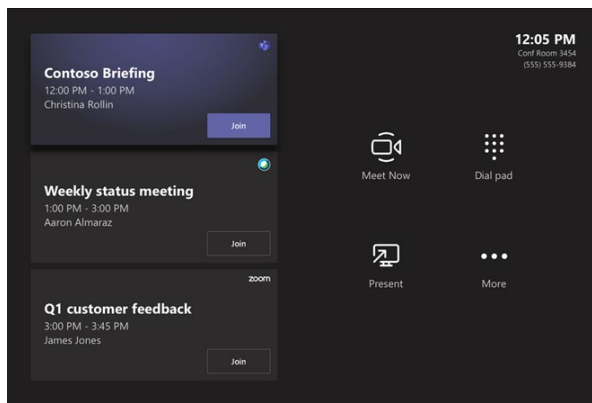 12:05 PM
Conf Room 3454
(555) 555-9384
Contoso Briefing
12:00 PM - 1:00 PM
Christina Rollin
Join
Weekly status meeting
1:00 PM - 3:00 PM
Aaron Almaraz
Join
zoom
Q1 customer feedback
3:00 PM - 3:45 PM
James Jones
Join
Meet Now
Dial pad
Present
More